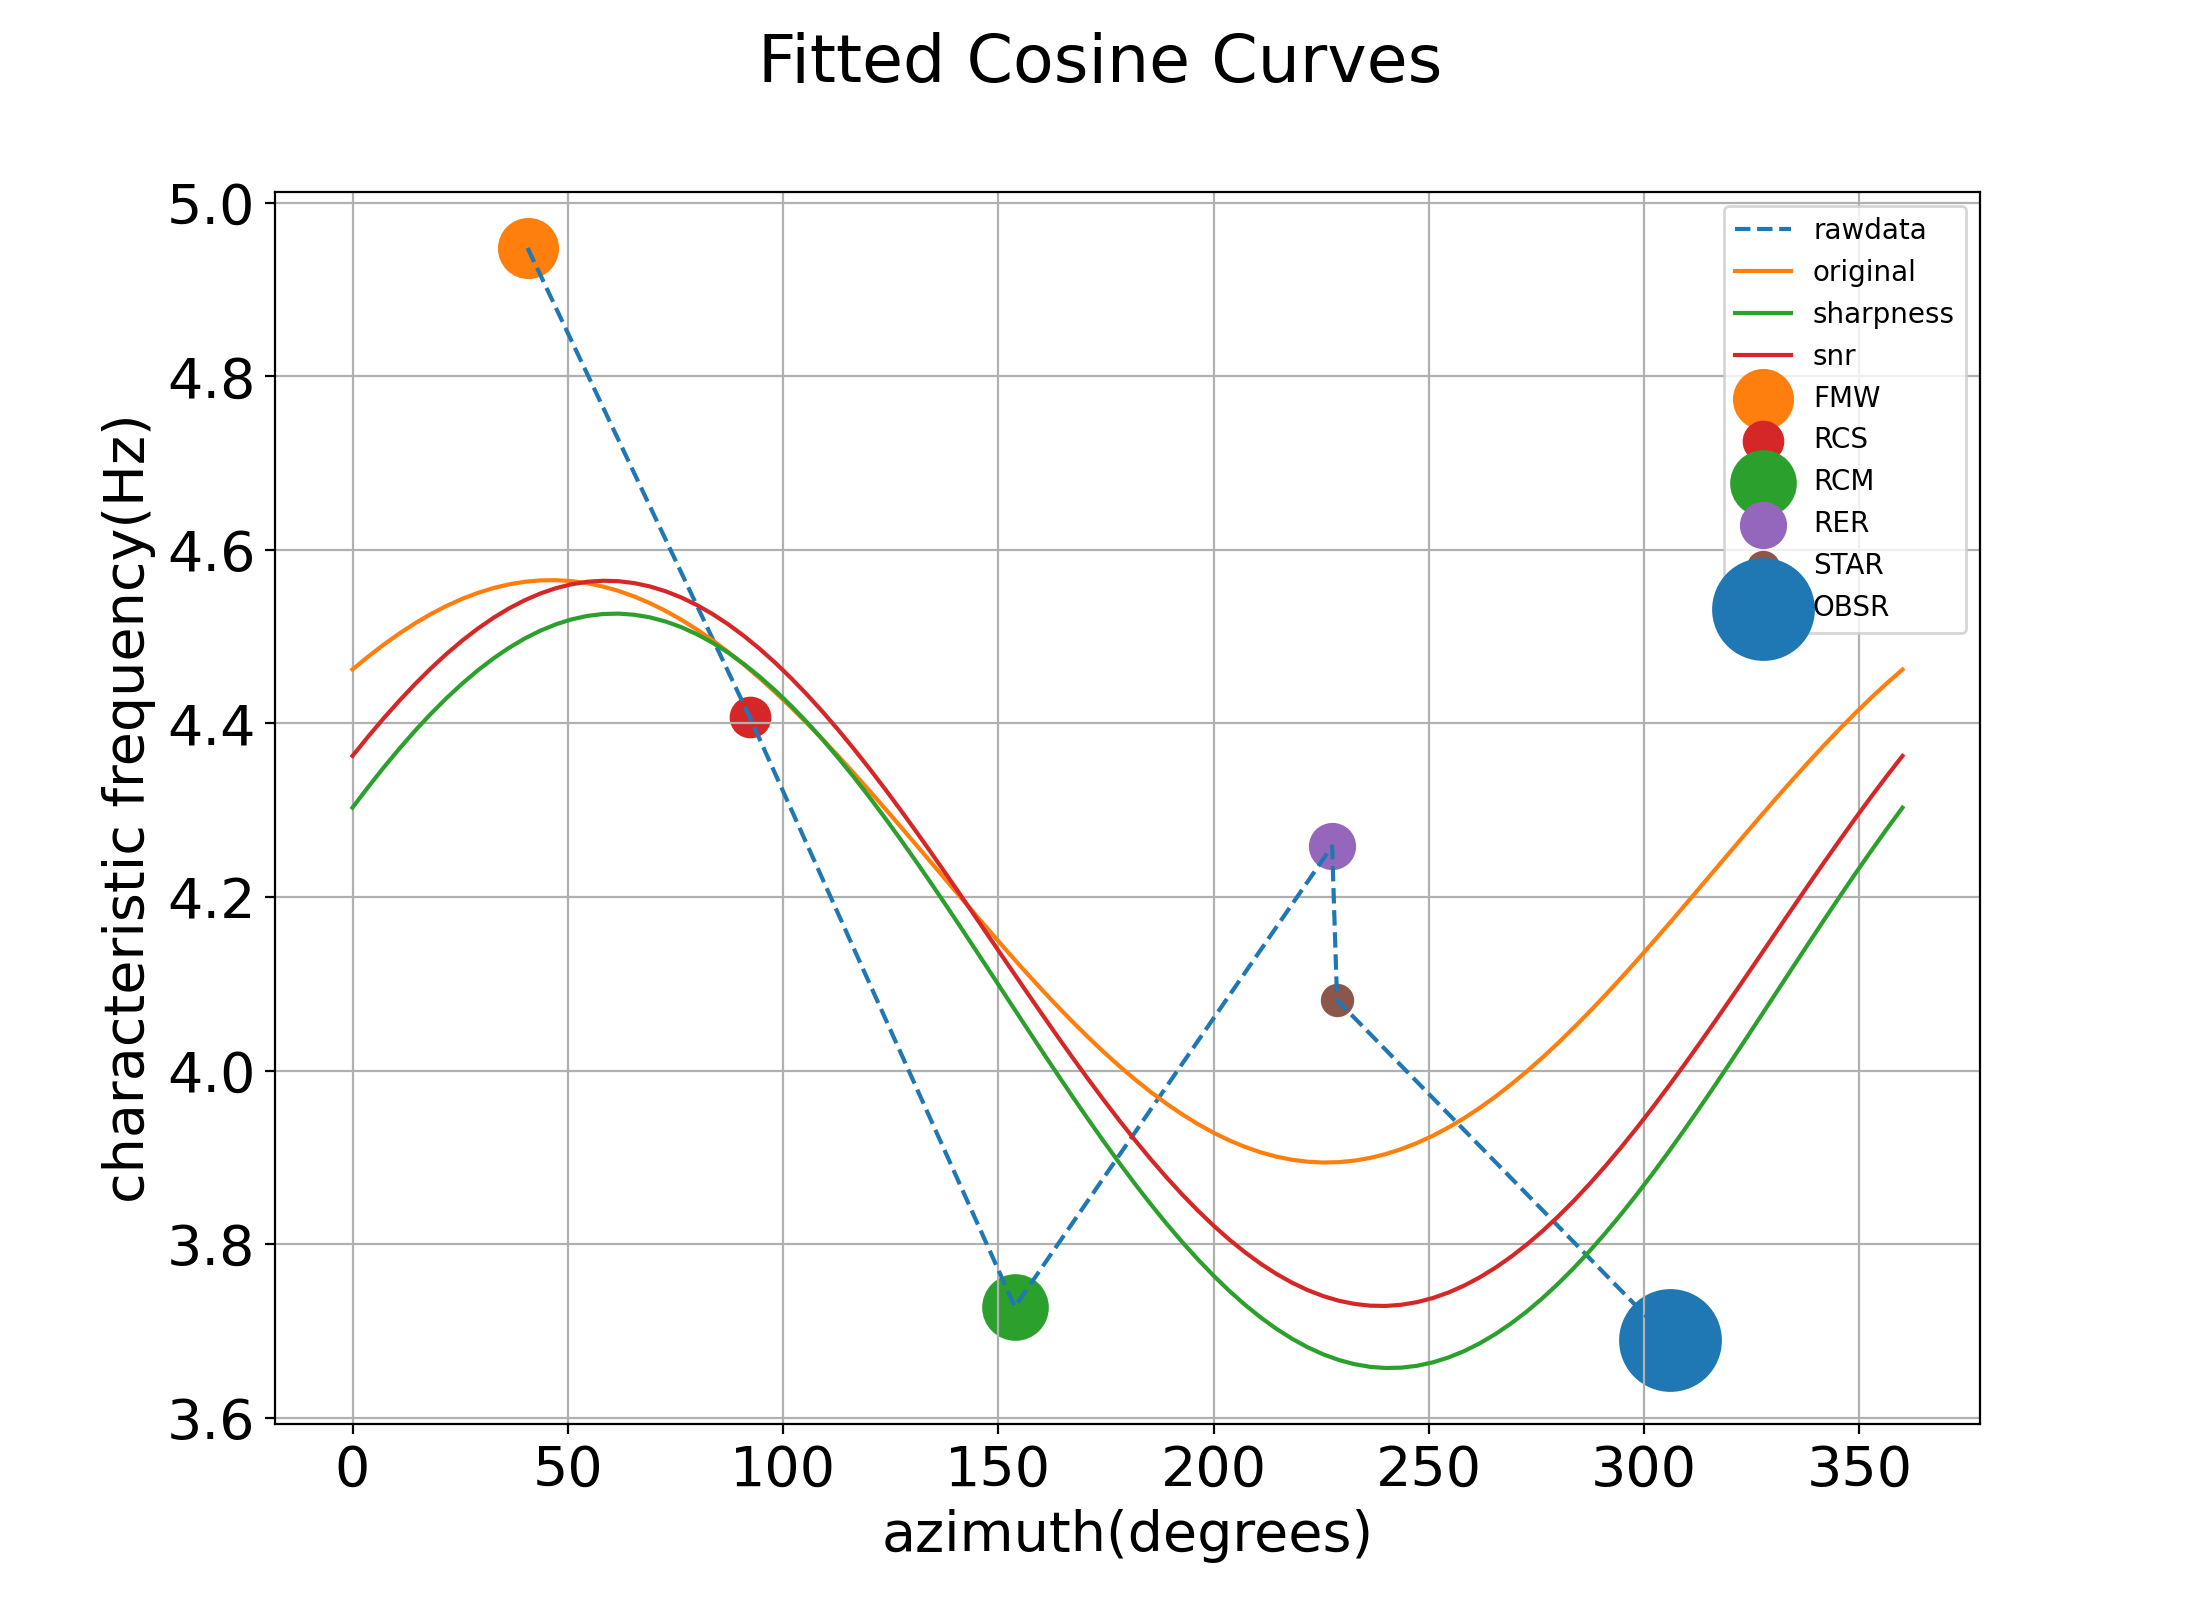 Fitted Cosine Curves
characteristic frequency(Hz)
5.0
4.8
4.6
4.4
4.2
4.0
3.8
3.6
rawdata
original
sharpness
snr
FMW
RCS
RCM
RER
STAR
OBSR
0 50 100 150 200 250 300 350
azimuth(degrees)